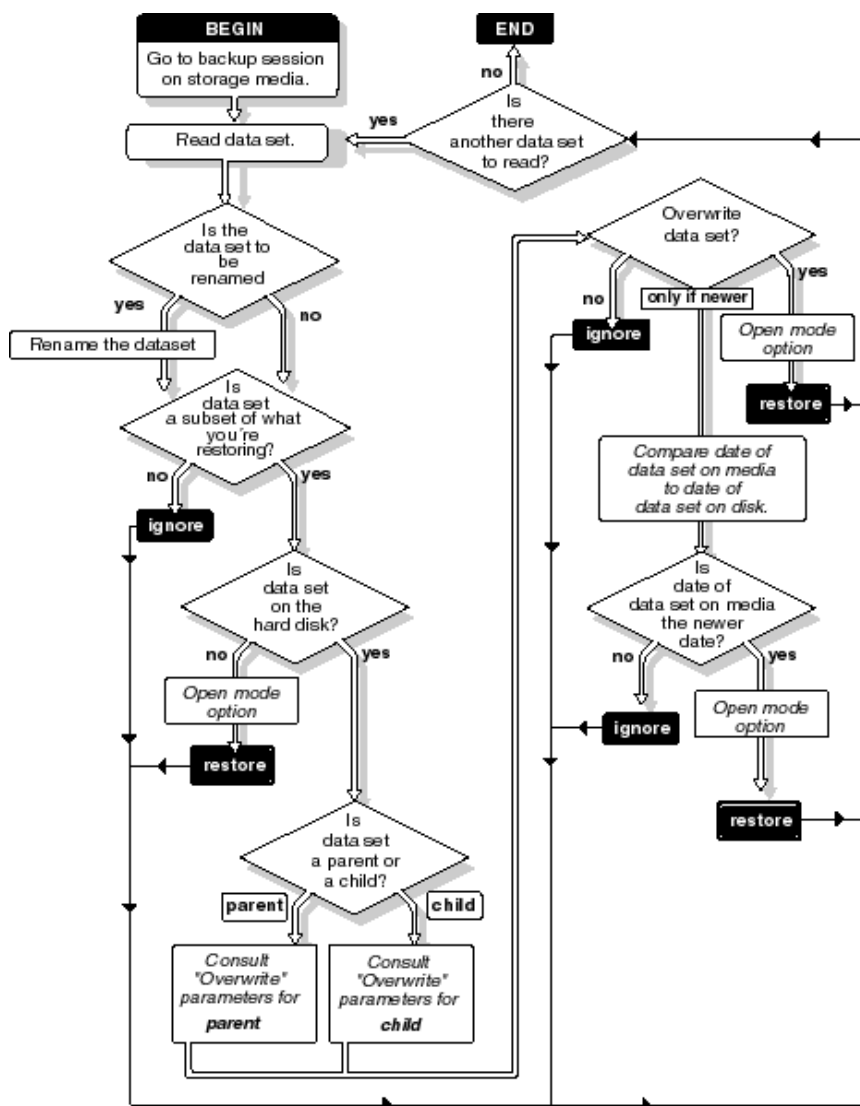 BEGIN
Go to backup session
on storage media.
END
no
Is
there
another data set
to read?
yes
Read data set.
Is the
data set to
be
renamed
yes
no
Rename the dataset
Is
data set
a subset of what
you're
restoring?
no
yes
ignore
Is
data set
on the
hard disk?
no
yes
Open mode
option
restore
Is
data set
a parent or
a child?
parent
child
Consult
"Overwrite"
parameters for
parent
Consult
"Overwrite"
parameters for
child
Overwrite
data set?
no
only if newer
yes
ignore
Open mode
option
restore
Compare date of
data set on media
to date of
data set on disk.
Is
date of
data set on media
the newer
date?
no
yes
ignore
Open mode
option
restore